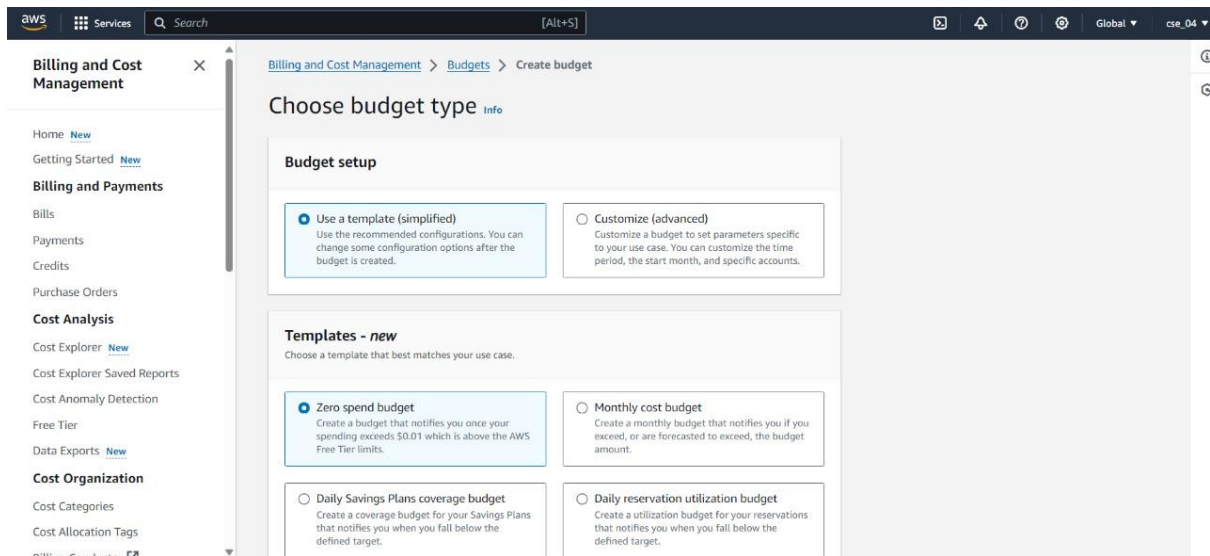 aws Services Search [Alt+S] Global cse_04
Billing and Cost
Management
Home New
Getting Started New
Billing and Payments
Bills
Payments
Credits
Purchase Orders
Cost Analysis
Cost Explorer New
Cost Explorer Saved Reports
Cost Anomaly Detection
Free Tier
Data Exports New
Cost Organization
Cost Categories
Cost Allocation Tags
Billing and Cost Management > Budgets > Create budget
Choose budget type Info
Budget setup
Use a template (simplified)
Use the recommended configurations. You can
change some configuration options after the
budget is created.
Customize (advanced)
Customize a budget to set parameters specific
to your use case. You can customize the time
period, the start month, and specific accounts.
Templates - new
Choose a template that best matches your use case.
Zero spend budget
Create a budget that notifies you once your
spending exceeds $0.01 which is above the AWS
Free Tier limits.
Monthly cost budget
Create a monthly budget that notifies you if you
exceed, or are forecasted to exceed, the budget
amount.
Daily Savings Plans coverage budget
Create a coverage budget for your Savings Plans
that notifies you when you fall below the
defined target.
Daily reservation utilization budget
Create a utilization budget for your reservations
that notifies you when you fall below the
defined target.